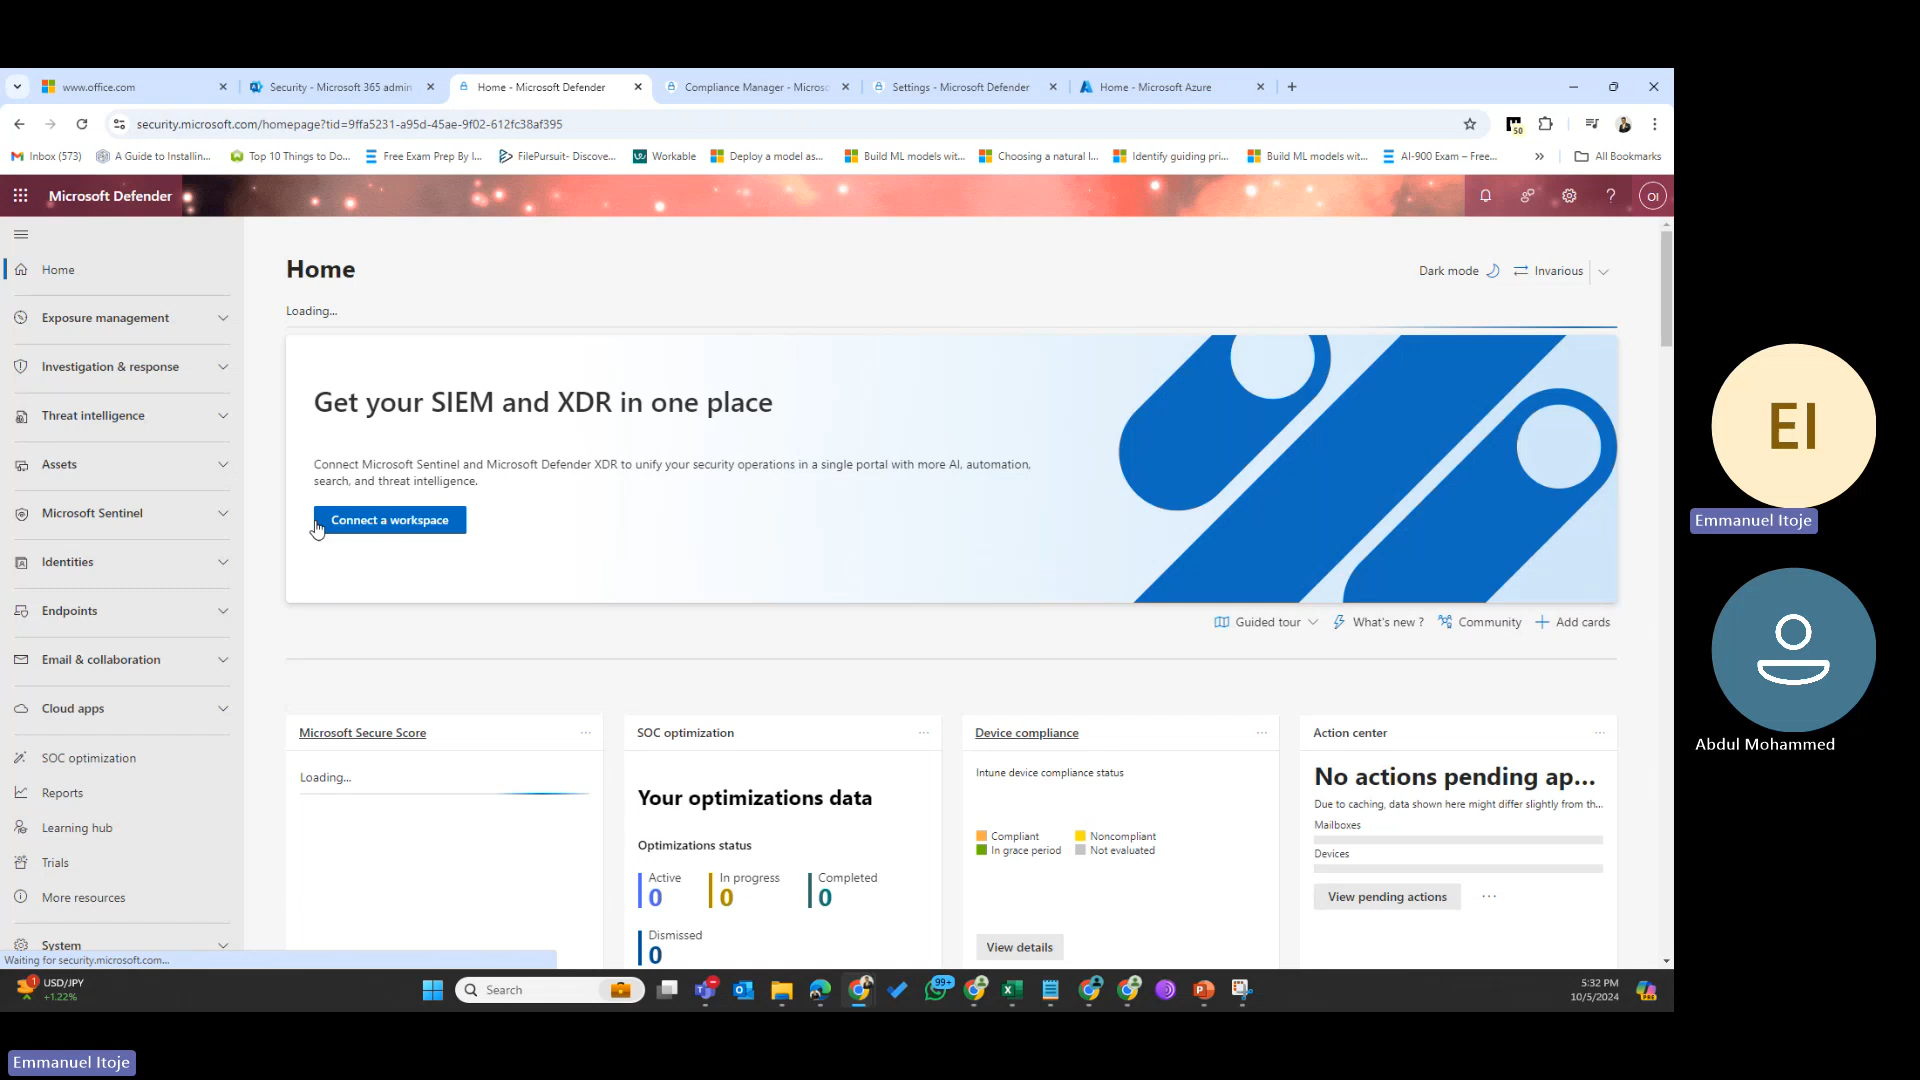 www.office.com
Security - Microsoft 365 admin
Home - Microsoft Defender
Compliance Manager - Microso
Settings - Microsoft Defender
Home - Microsoft Azure
security.microsoft.com/homepage?tid=9ffa5231-a95d-45ae-9f02-612fc38af395
50
Inbox (573)
A Guide to Installin...
Top 10 Things to Do...
Free Exam Prep By I...
FilePursuit- Discove...
Workable
Deploy a model as...
Build ML models wit...
Choosing a natural l...
Identify guiding pri...
Build ML models wit...
AI-900 Exam – Free...
»
All Bookmarks
Microsoft Defender
OI
Home
Exposure management
Investigation & response
Threat intelligence
Assets
Microsoft Sentinel
Identities
Endpoints
Email & collaboration
Cloud apps
SOC optimization
Reports
Learning hub
Trials
More resources
System
Waiting for security.microsoft.com...
Home
Dark mode
Invarious
Loading...
Get your SIEM and XDR in one place
Connect Microsoft Sentinel and Microsoft Defender XDR to unify your security operations in a single portal with more AI, automation,
search, and threat intelligence.
Connect a workspace
Guided tour
What's new ?
Community
Add cards
Microsoft Secure Score
Loading...
SOC optimization
Your optimizations data
Optimizations status
Active
0
In progress
0
Completed
0
Dismissed
0
Device compliance
Intune device compliance status
Compliant
Noncompliant
In grace period
Not evaluated
View details
Action center
No actions pending ap...
Due to caching, data shown here might differ slightly from th...
Mailboxes
Devices
View pending actions
1
USD/JPY
+1.22%
Search
99+
5:32 PM
10/5/2024
EI
Emmanuel Itoje
Abdul Mohammed
Emmanuel Itoje